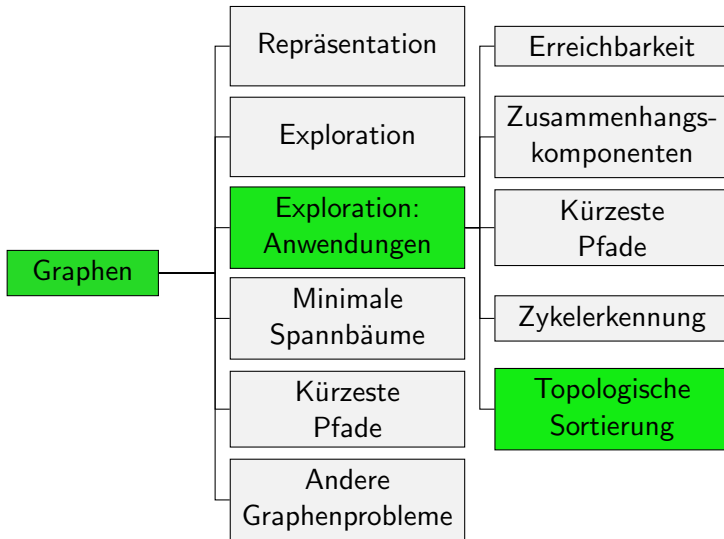 Graphen
Repräsentation
Exploration
Exploration:
Anwendungen
Minimale
Spannbäume
Kürzeste
Pfade
Andere
Graphenprobleme
Erreichbarkeit
Zusammenhangs-
komponenten
Kürzeste
Pfade
Zykelerkennung
Topologische
Sortierung